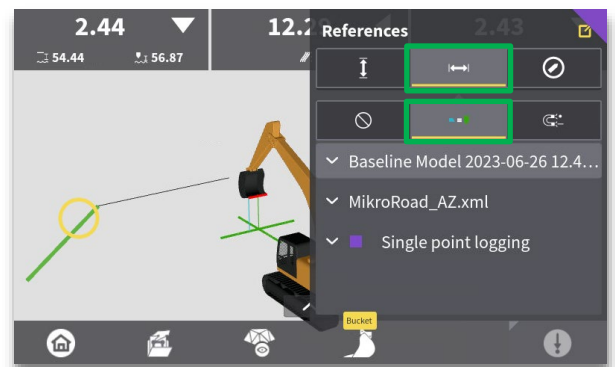 2.44
54.44
56.87
12.2
References
2.43
Baseline Model 2023-06-26 12.4...
MikroRoad_AZ.xml
Single point logging
Bucket